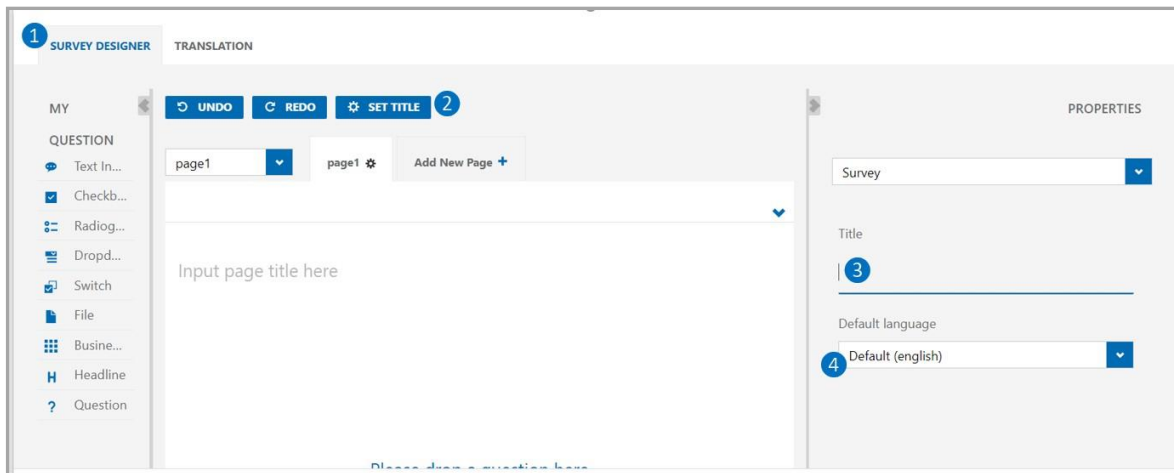 1
SURVEY DESIGNER
TRANSLATION
MY
QUESTION
Text In...
Checkb...
Radiog...
Dropd...
Switch
File
Busine...
H Headline
? Question
UNDO
REDO
SET TITLE
2
page1
page1
Add New Page +
Input page title here
Please drop a question here
PROPERTIES
Survey
Title
3
Default language
4
Default (english)